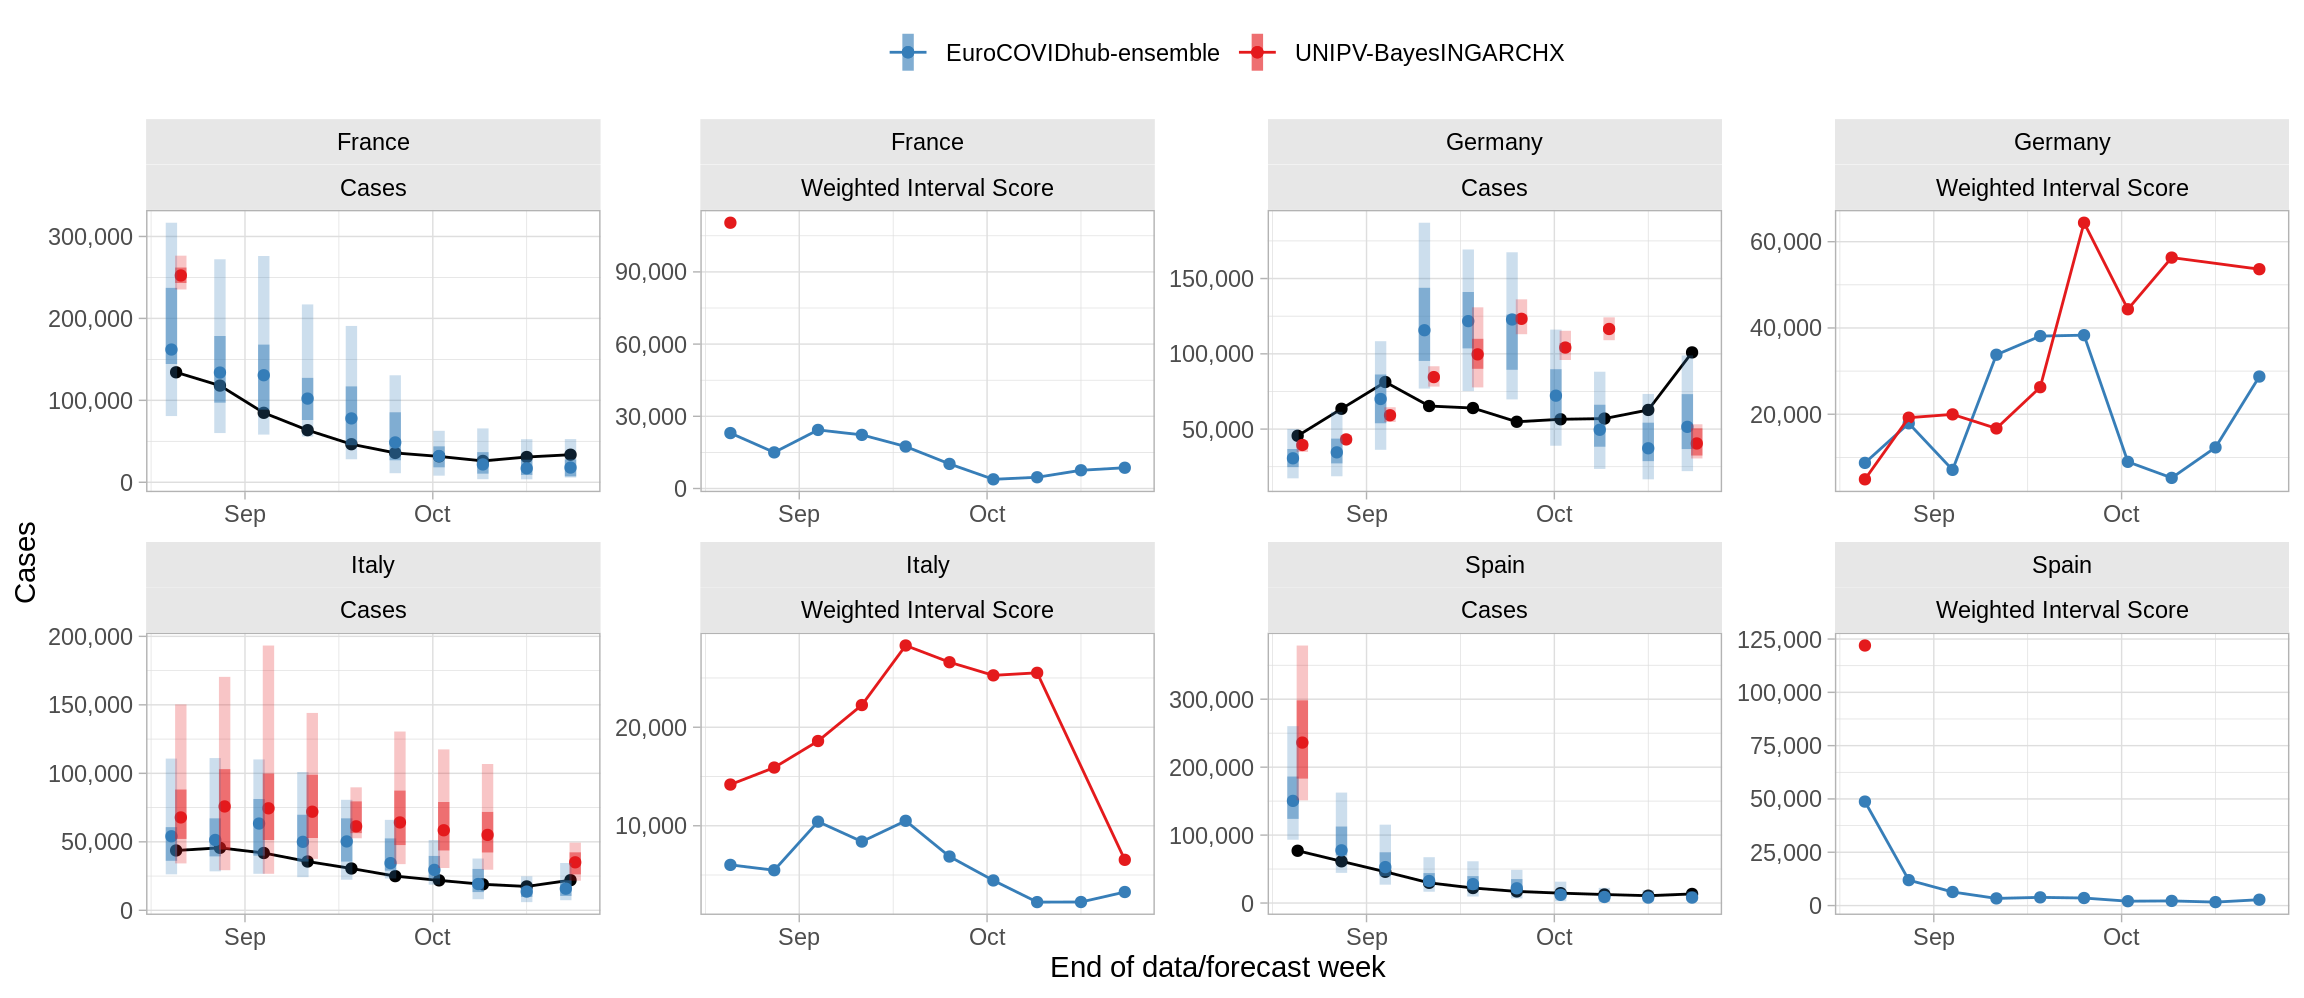 EuroCOVIDhub-ensemble UNIPV-BayesINGARCHX
France France Germany Germany
Cases Weighted Interval Score Cases Weighted Interval Score
300,000
200,000
100,000
0
Sep Oct
90,000
60,000
30,000
0
Sep Oct
150,000
100,000
50,000
Sep Oct
60,000
40,000
20,000
Sep Oct
Cases
Italy Italy Spain Spain
Cases Weighted Interval Score Cases Weighted Interval Score
200,000
150,000
100,000
50,000
0
Sep Oct
20,000
10,000
Sep Oct
300,000
200,000
100,000
0
Sep Oct
125,000
100,000
75,000
50,000
25,000
0
Sep Oct
End of data/forecast week